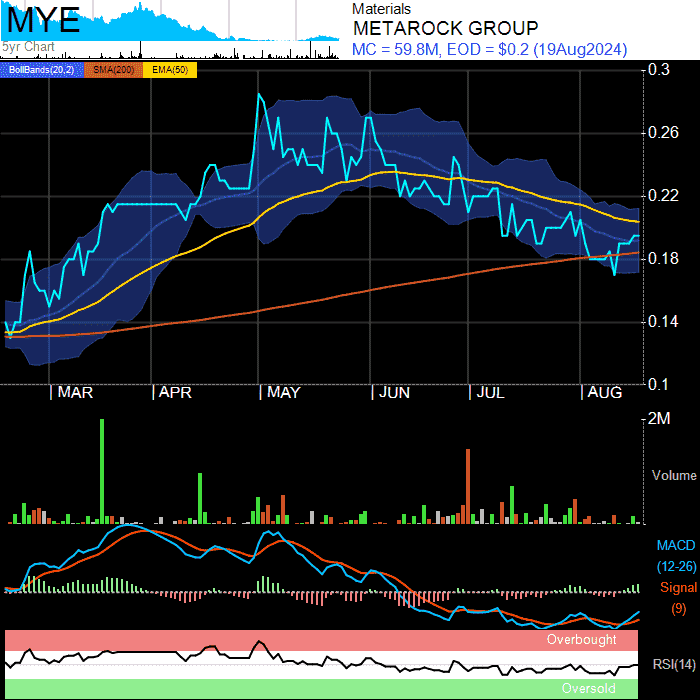 MYE
5yr Chart
Materials
METAROCK GROUP
MC = 59.8M, EOD = $0.2 (19Aug2024)
BollBands(20,2) SMA(200) EMA(50)
0.3
0.26
0.22
0.18
0.14
0.1
MAR APR MAY JUN JUL AUG
2M
Volume
MACD
(12-26)
Signal
(9)
Overbought
RSI(14)
Oversold